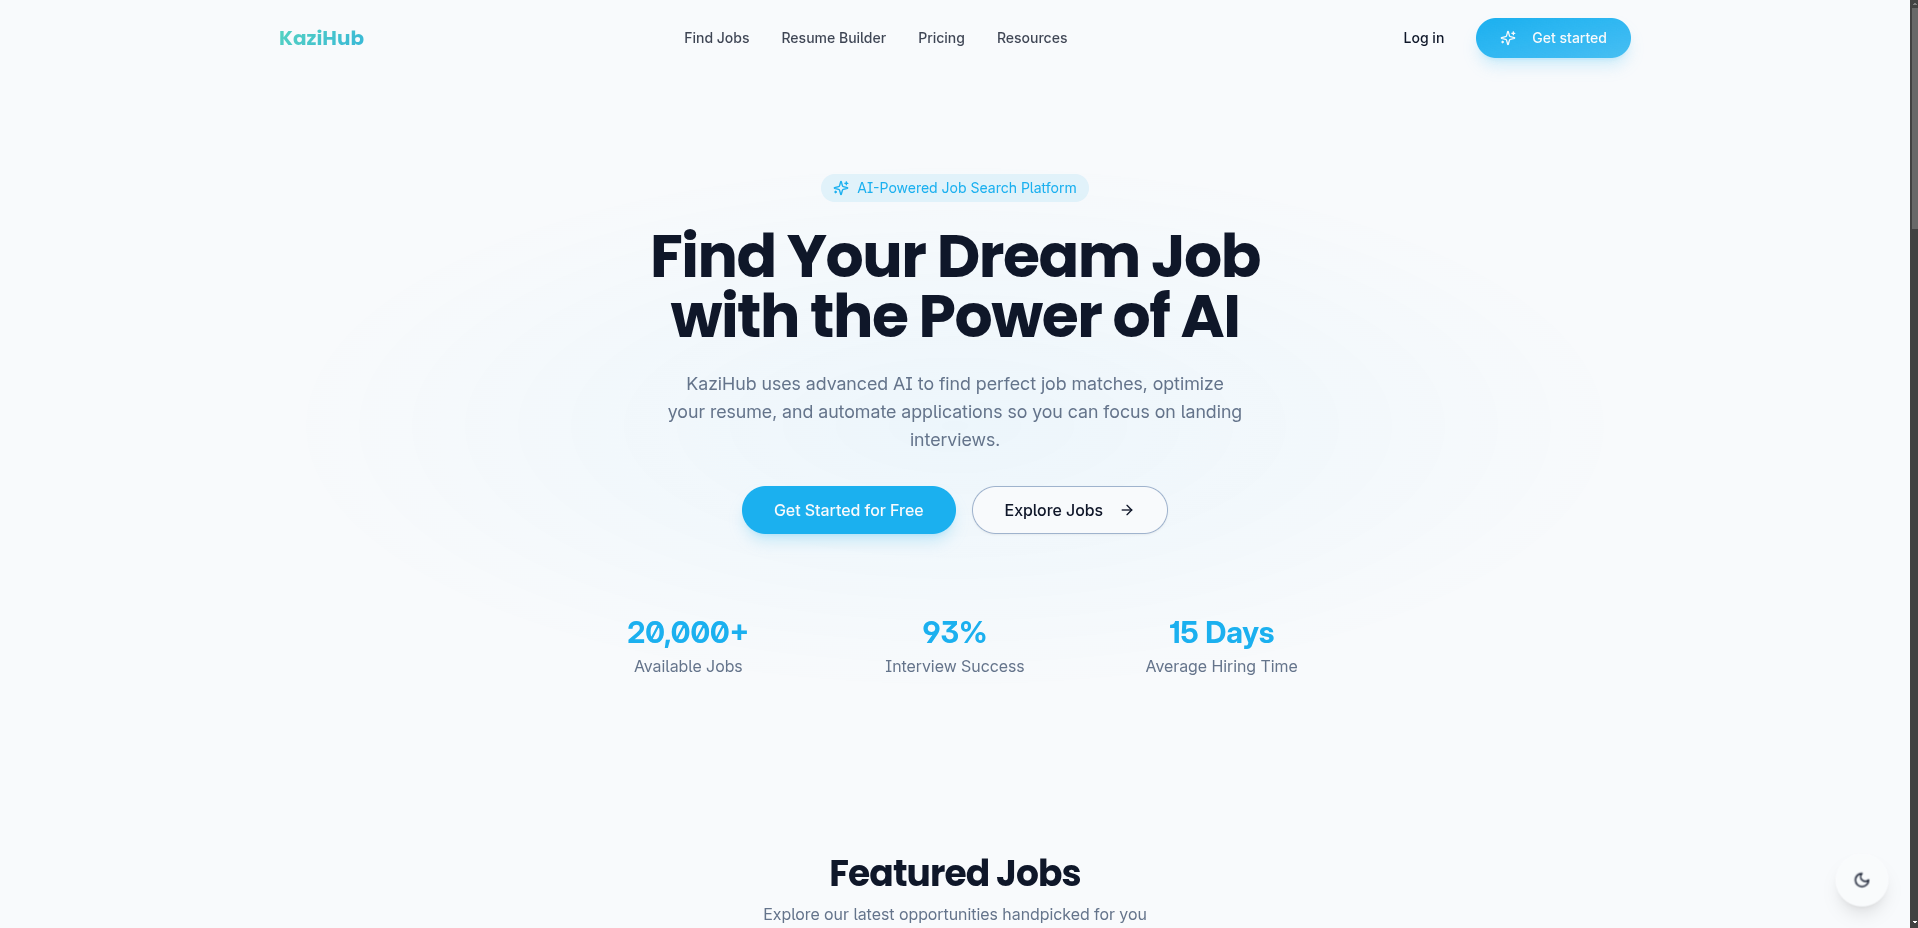 KaziHub
Find Jobs
Resume Builder
Pricing
Resources
Log in
Get started
AI-Powered Job Search Platform
Find Your Dream Job
with the Power of AI
KaziHub uses advanced AI to find perfect job matches, optimize
your resume, and automate applications so you can focus on landing
interviews.
Get Started for Free
Explore Jobs
20,000+
Available Jobs
93%
Interview Success
15 Days
Average Hiring Time
Featured Jobs
Explore our latest opportunities handpicked for you